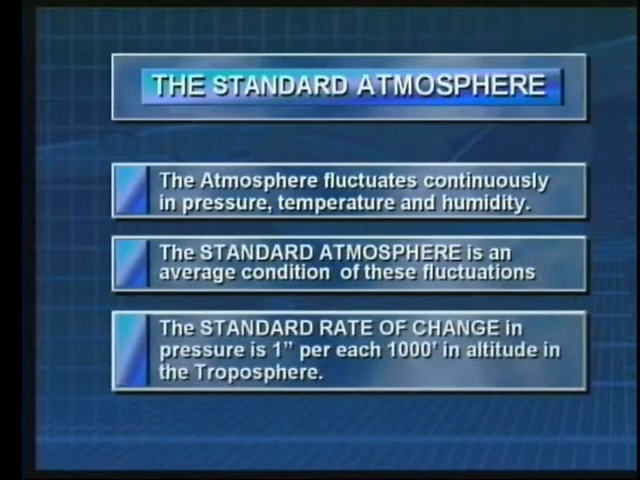 THE STANDARD ATMOSPHERE
The Atmosphere fluctuates continuously
in pressure, temperature and humidity.
The STANDARD ATMOSPHERE is an
average condition of these fluctuations
The STANDARD RATE OF CHANGE in
pressure is 1” per each 1000’ in altitude in
the Troposphere.